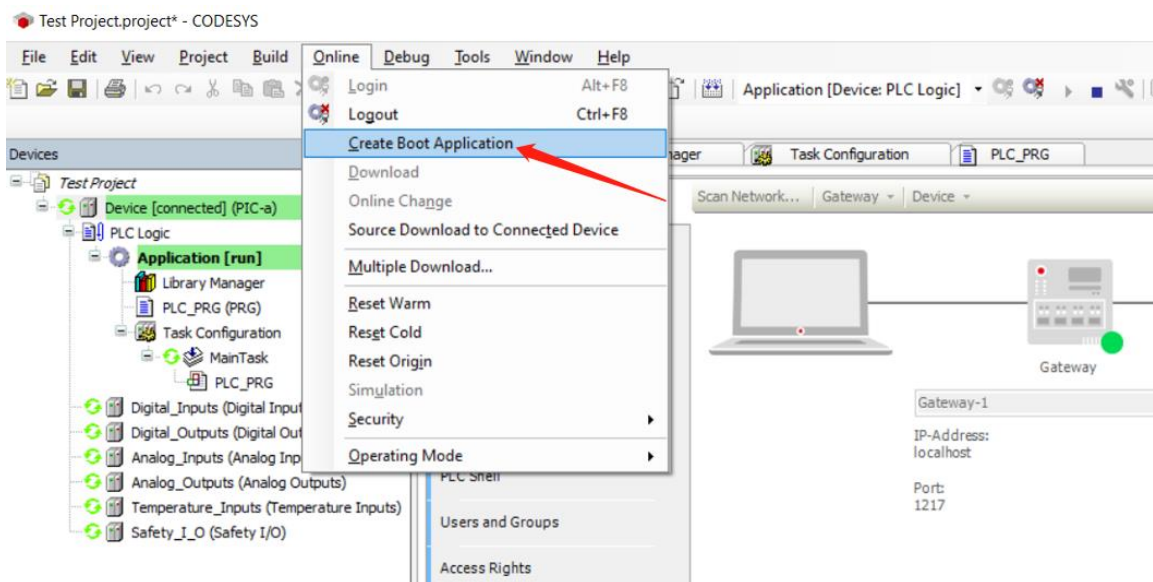 Test Project.project* - CODESYS
File Edit View Project Build Online Debug Tools Window Help
Application [Device: PLC Logic]
Login Alt+F8
Logout Ctrl+F8
Create Boot Application
Download
Online Change
Source Download to Connected Device
Multiple Download...
Reset Warm
Reset Cold
Reset Origin
Simulation
Security
Operating Mode
Devices
Test Project
Device [connected] (PIC-a)
PLC Logic
Application [run]
Library Manager
PLC_PRG (PRG)
Task Configuration
MainTask
PLC_PRG
Digital_Inputs (Digital Input
Digital_Outputs (Digital Out
Analog_Inputs (Analog Inp
Analog_Outputs (Analog Outputs)
Temperature_Inputs (Temperature Inputs)
Safety_I_O (Safety I/O)
ager Task Configuration PLC_PRG
Scan Network... Gateway Device
PLC Shell
Users and Groups
Access Rights
Gateway
Gateway-1
IP-Address:
localhost
Port:
1217